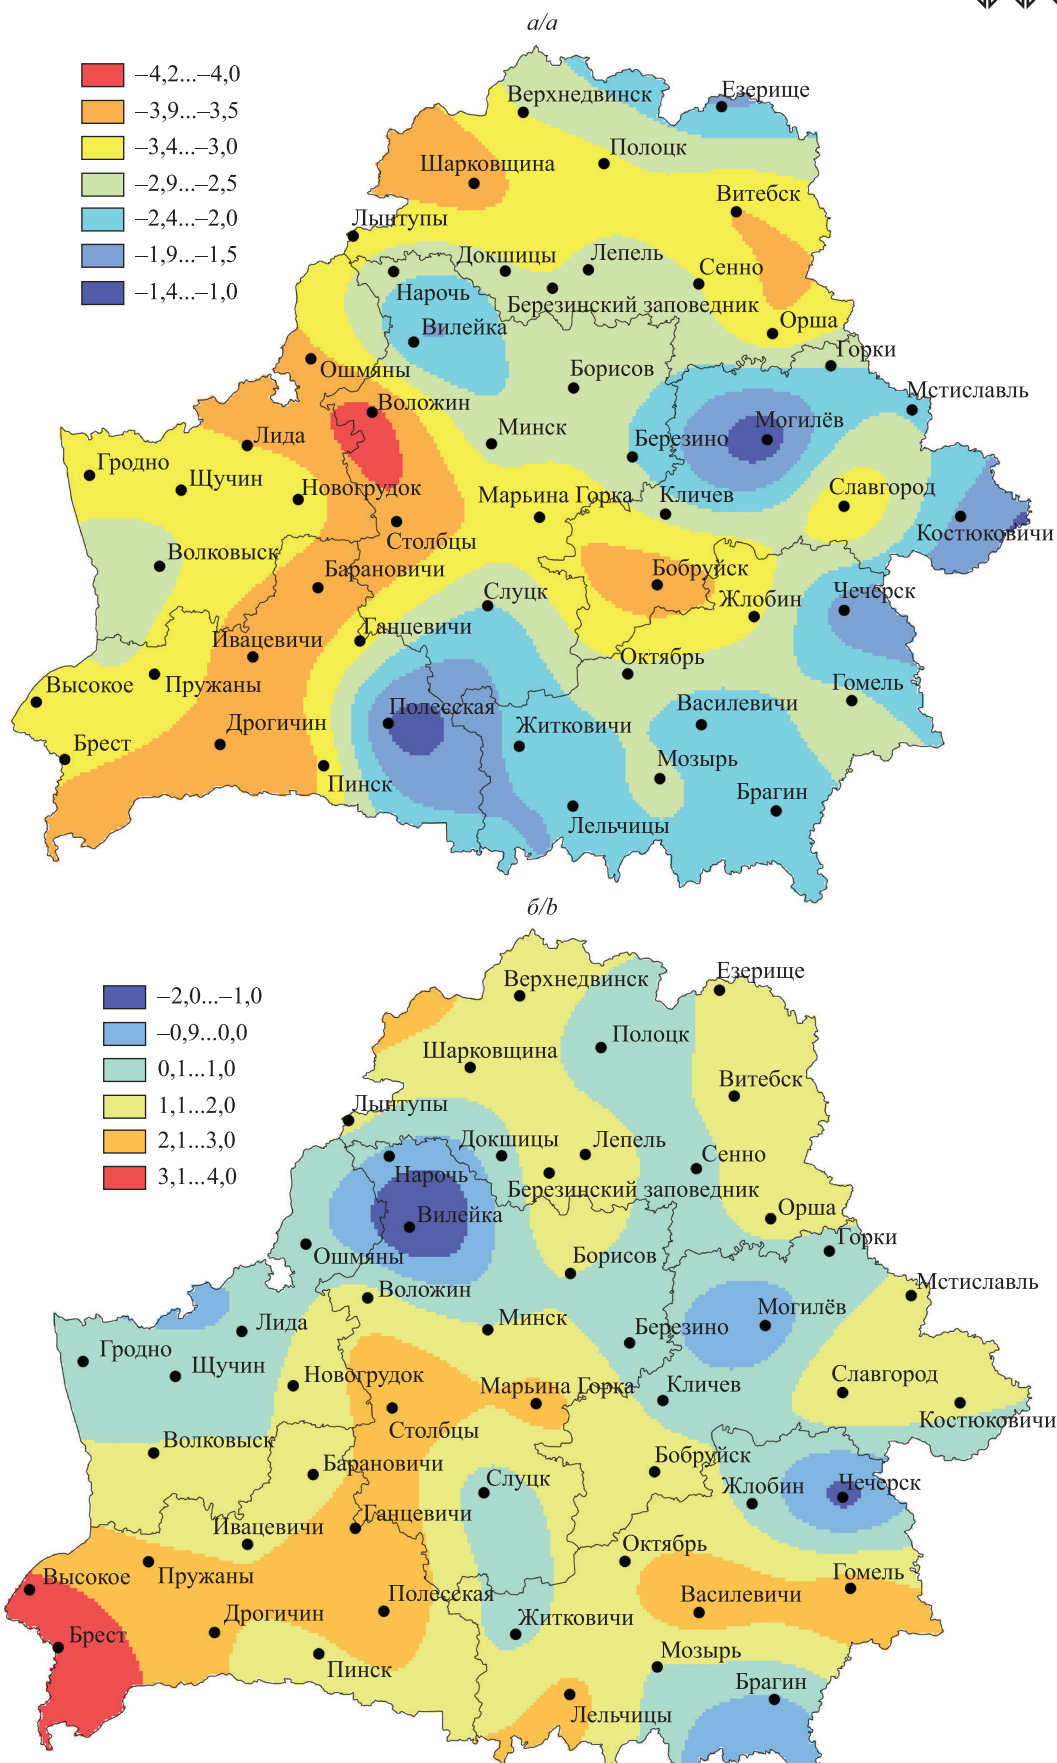 а/a
–4,2...–4,0
–3,9...–3,5
–3,4...–3,0
–2,9...–2,5
–2,4...–2,0
–1,9...–1,5
–1,4...–1,0
Верхнедвинск
Езерище
Полоцк
Шарковщина
Витебск
Лынтупы
Докшицы
Лепель
Сенно
Нарочь
Березинский заповедник
Вилейка
Орша
Горки
Ошмяны
Борисов
Мстиславль
Воложин
Могилёв
Минск
Березино
Лида
Гродно
Щучин
Новогрудок
Марьина Горка
Кличев
Славгород
Костюковичи
Столбцы
Волковыск
Барановичи
Бобруйск
Слуцк
Жлобин
Чечерск
Ганцевичи
Ивацевичи
Октябрь
Высокое
Пружаны
Гомель
Полесская
Василевичи
Дрогичин
Житковичи
Брест
Мозырь
Пинск
Брагин
Лельчицы
б/b
–2,0...–1,0
–0,9...0,0
0,1...1,0
1,1...2,0
2,1...3,0
3,1...4,0
Верхнедвинск
Езерище
Полоцк
Шарковщина
Витебск
Лынтупы
Докшицы
Лепель
Сенно
Нарочь
Березинский заповедник
Вилейка
Орша
Горки
Ошмяны
Борисов
Мстиславль
Воложин
Могилёв
Минск
Березино
Лида
Гродно
Щучин
Новогрудок
Марьина Горка
Кличев
Славгород
Костюковичи
Столбцы
Волковыск
Барановичи
Бобруйск
Слуцк
Жлобин
Чечерск
Ганцевичи
Ивацевичи
Октябрь
Высокое
Пружаны
Гомель
Полесская
Василевичи
Дрогичин
Житковичи
Брест
Мозырь
Пинск
Брагин
Лельчицы